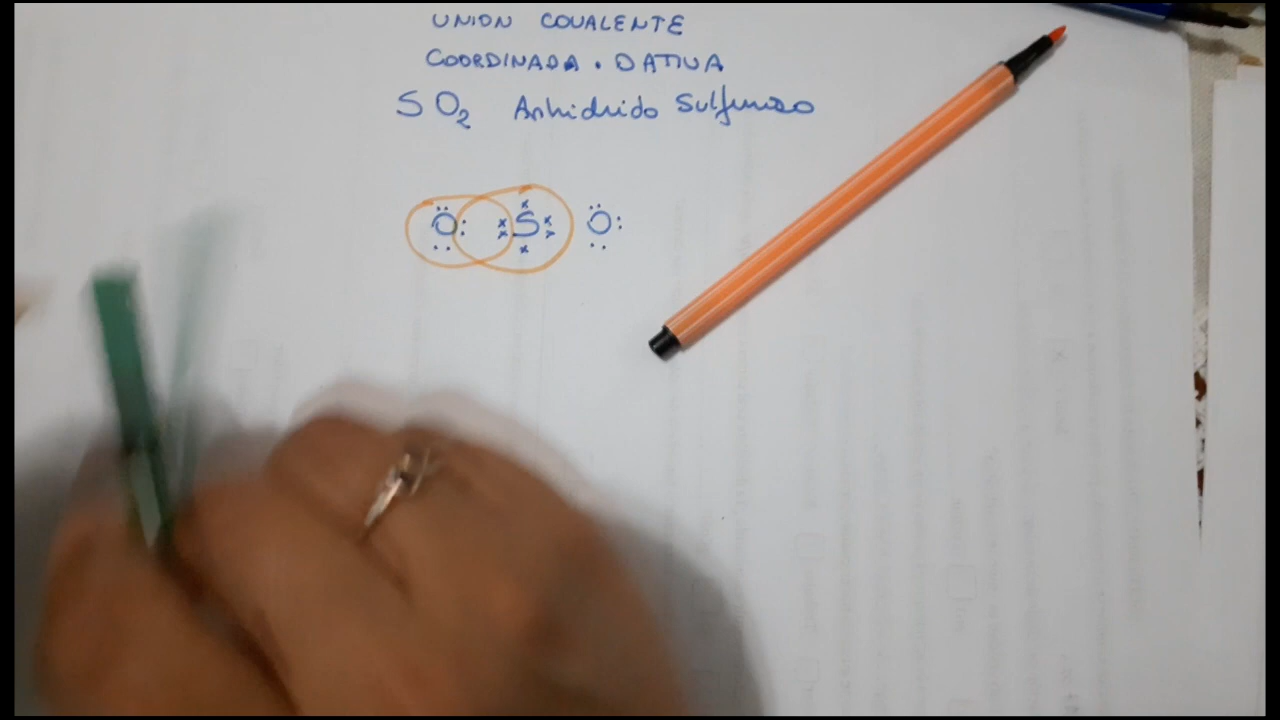 UNION COVALENTE
COORDINADA . DATIVA
SO₂ Anhidrido Sulfuroso
O S O